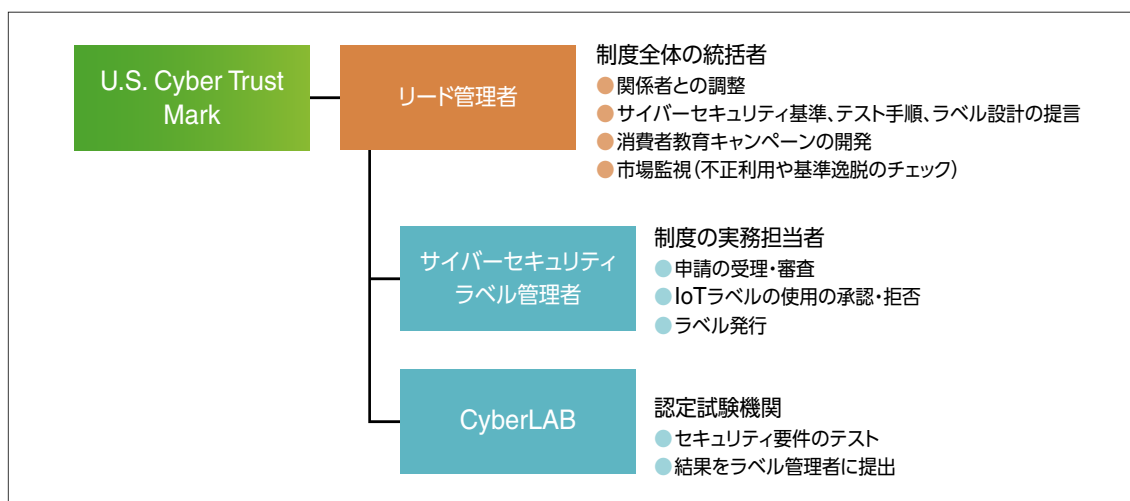 U.S. Cyber Trust
Mark
リード管理者
制度全体の統括者
●関係者との調整
●サイバーセキュリティ基準、テスト手順、ラベル設計の提言
●消費者教育キャンペーンの開発
●市場監視(不正利用や基準逸脱のチェック)
サイバーセキュリティ
ラベル管理者
制度の実務担当者
●申請の受理・審査
●IoTラベルの使用の承認・拒否
●ラベル発行
CyberLAB
認定試験機関
●セキュリティ要件のテスト
●結果をラベル管理者に提出